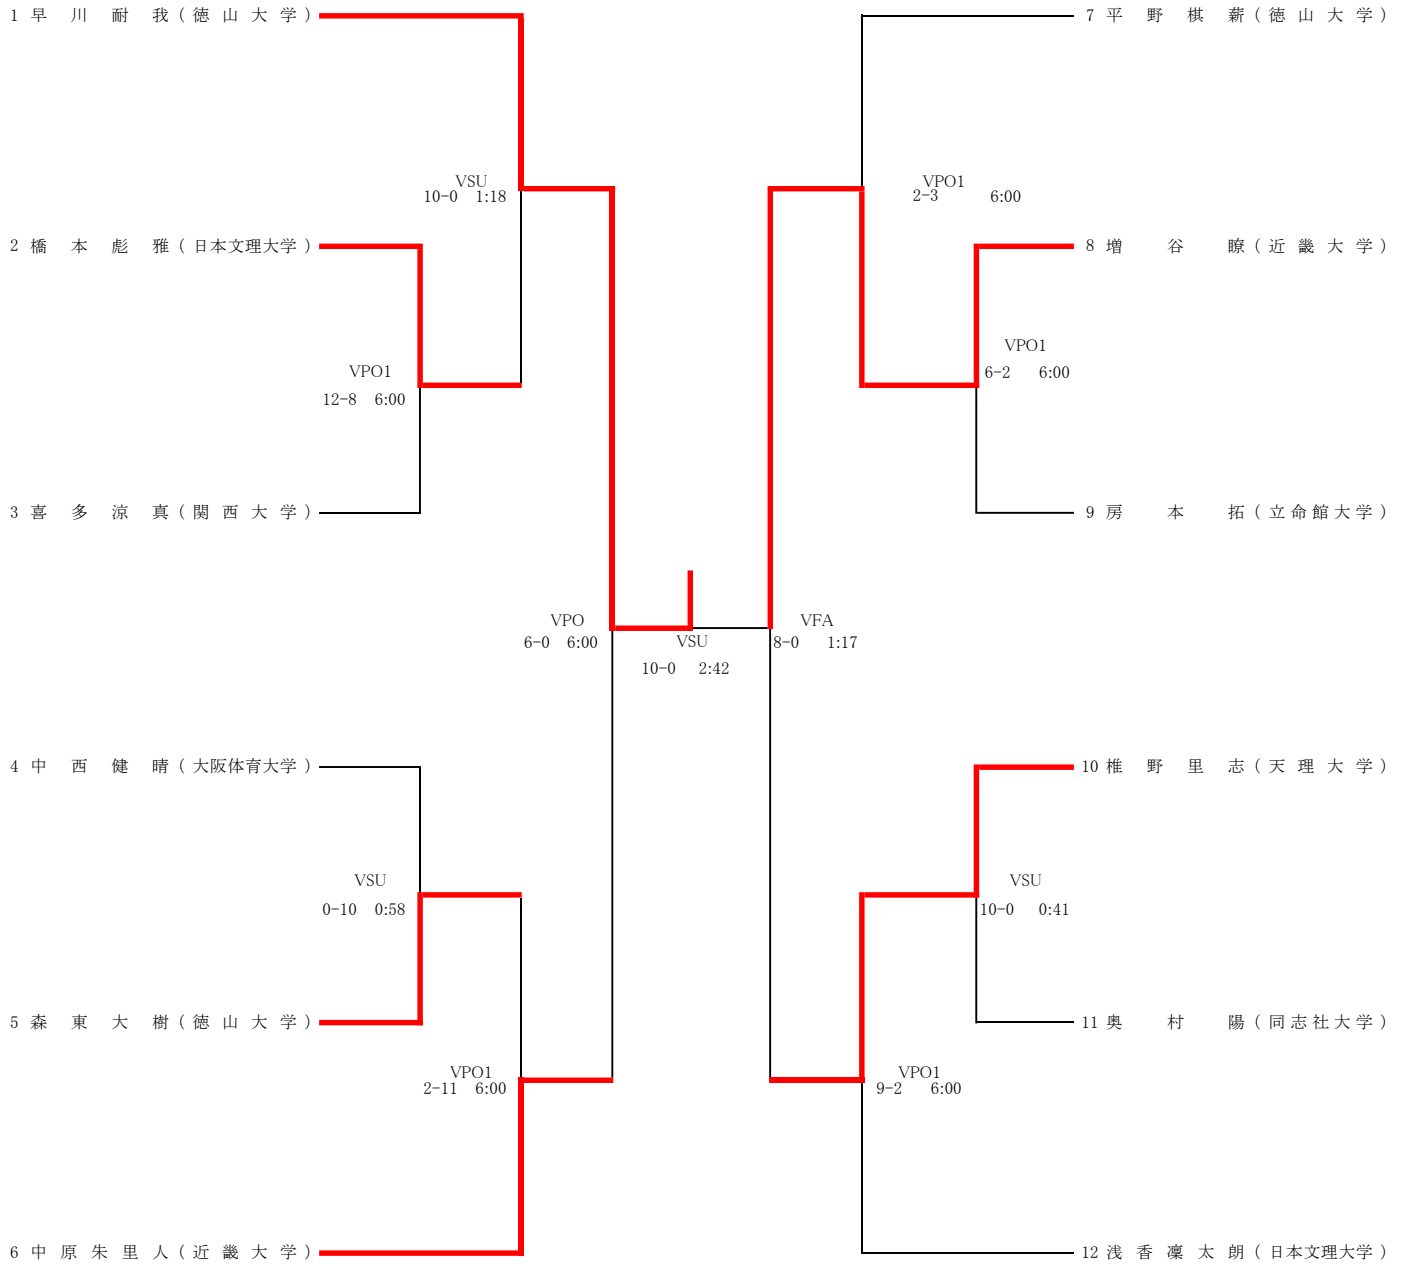 1 早川耐我(徳山大学)
7 平野棋薪(徳山大学)
VSU
10-0 1:18
VPO1
2-3 6:00
2 橋本彪雅(日本文理大学)
8 増谷瞭(近畿大学)
VPO1
12-8 6:00
VPO1
6-2 6:00
3 喜多涼真(関西大学)
9 房本拓(立命館大学)
VPO
6-0 6:00
VSU
10-0 2:42
VFA
8-0 1:17
4 中西健晴(大阪体育大学)
10 椎野里志(天理大学)
VSU
0-10 0:58
VSU
10-0 0:41
5 森東大樹(徳山大学)
11 奥村陽(同志社大学)
VPO1
2-11 6:00
VPO1
9-2 6:00
6 中原朱里人(近畿大学)
12 浅香凜太朗(日本文理大学)